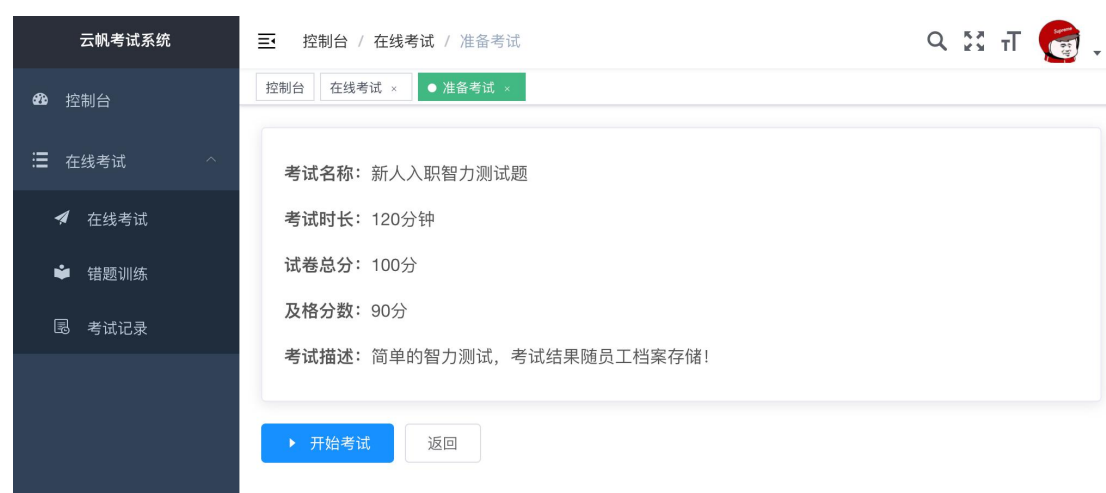 云帆考试系统
控制台 / 在线考试 / 准备考试
控制台 在线考试 × 准备考试 ×
控制台
在线考试
在线考试
错题训练
考试记录
考试名称：新人入职智力测试题
考试时长：120分钟
试卷总分：100分
及格分数：90分
考试描述：简单的智力测试，考试结果随员工档案存储！
开始考试 返回